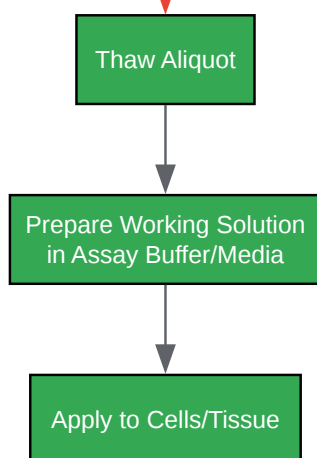 Thaw Aliquot
Prepare Working Solution
in Assay Buffer/Media
Apply to Cells/Tissue